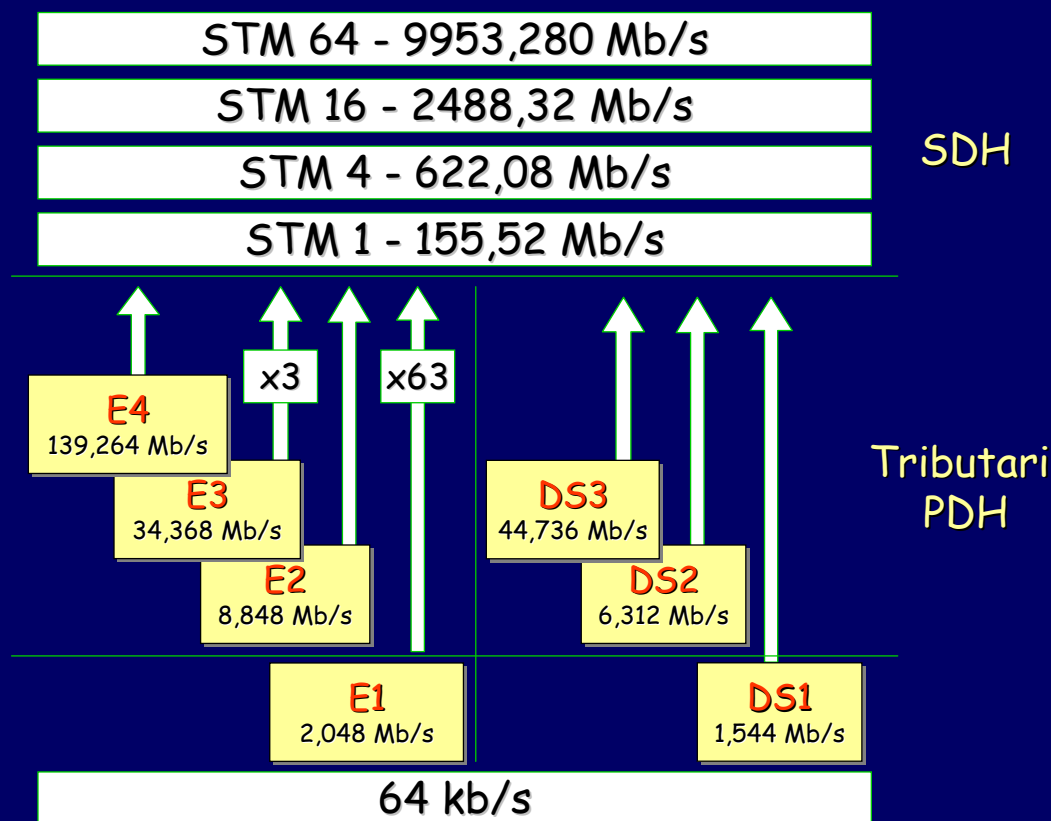 STM 64 - 9953,280 Mb/s
STM 16 - 2488,32 Mb/s
STM 4 - 622,08 Mb/s
STM 1 - 155,52 Mb/s
SDH
x3
x63
E4
139,264 Mb/s
E3
34,368 Mb/s
E2
8,848 Mb/s
DS3
44,736 Mb/s
DS2
6,312 Mb/s
Tributari
PDH
E1
2,048 Mb/s
DS1
1,544 Mb/s
64 kb/s